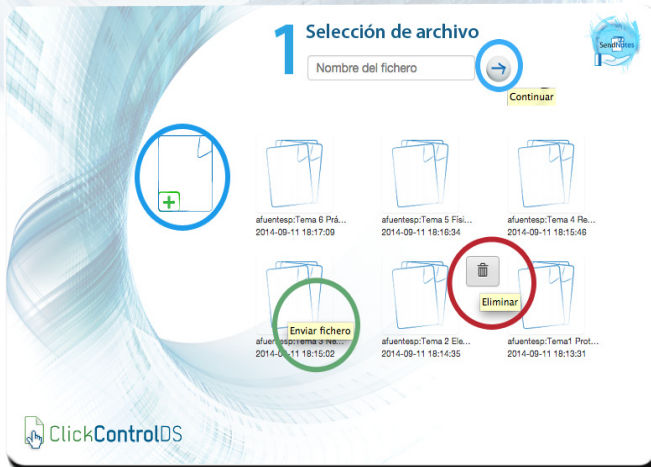 1
Selección de archivo
SendNotes
Nombre del fichero
Continuar
afuentesp:Tema 6 Prá...
2014-09-11 18:17:09
afuentesp:Tema 5 Físi...
2014-09-11 18:16:34
afuentesp:Tema 4 Re...
2014-09-11 18:15:46
Eliminar
Enviar fichero
afuentesp:Tema 3 Ne...
2014-09-11 18:15:02
afuentesp:Tema 2 Ele...
2014-09-11 18:14:35
afuentesp:Tema1 Prot...
2014-09-11 18:13:31
ClickControlDS